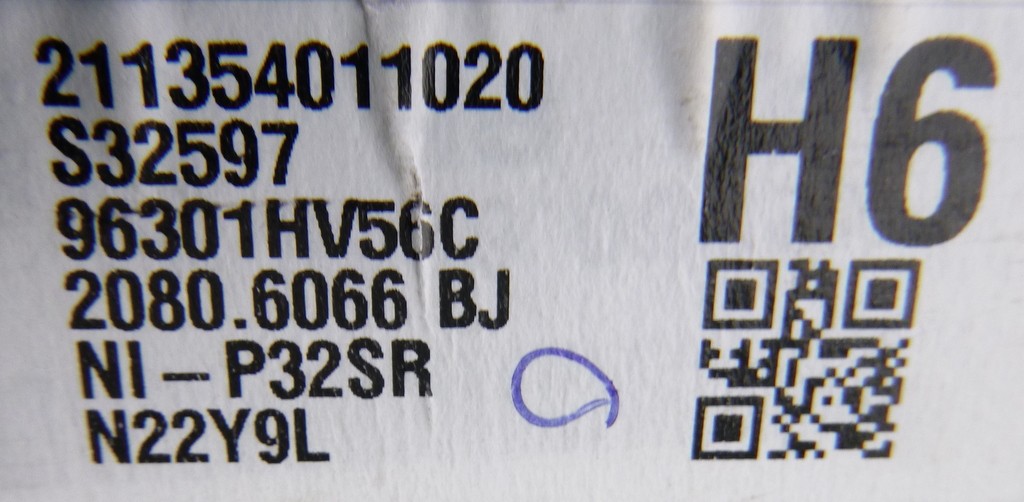 211354011020
S32597
96301HV56C
2080.6066 BJ
NI-P32SR
N22Y9L
H6